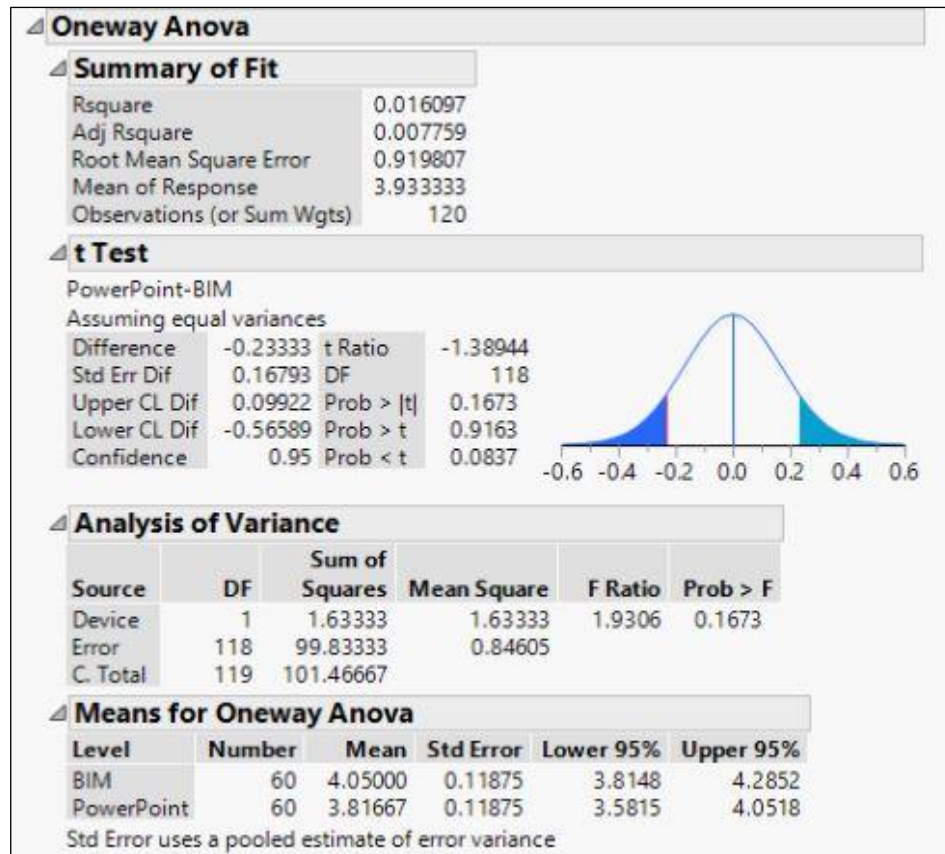 Oneway Anova
Summary of Fit
Rsquare 0.016097
Adj Rsquare 0.007759
Root Mean Square Error 0.919807
Mean of Response 3.933333
Observations (or Sum Wgts) 120
t Test
PowerPoint-BIM
Assuming equal variances
Difference -0.23333 t Ratio -1.38944
Std Err Dif 0.16793 DF 118
Upper CL Dif 0.09922 Prob > |t| 0.1673
Lower CL Dif -0.56589 Prob > t 0.9163
Confidence 0.95 Prob < t 0.0837
-0.6 -0.4 -0.2 0.0 0.2 0.4 0.6
Analysis of Variance
Sum of
Source DF Squares Mean Square F Ratio Prob > F
Device 1 1.63333 1.63333 1.9306 0.1673
Error 118 99.83333 0.84605
C. Total 119 101.46667
Means for Oneway Anova
Level Number Mean Std Error Lower 95% Upper 95%
BIM 60 4.05000 0.11875 3.8148 4.2852
PowerPoint 60 3.81667 0.11875 3.5815 4.0518
Std Error uses a pooled estimate of error variance